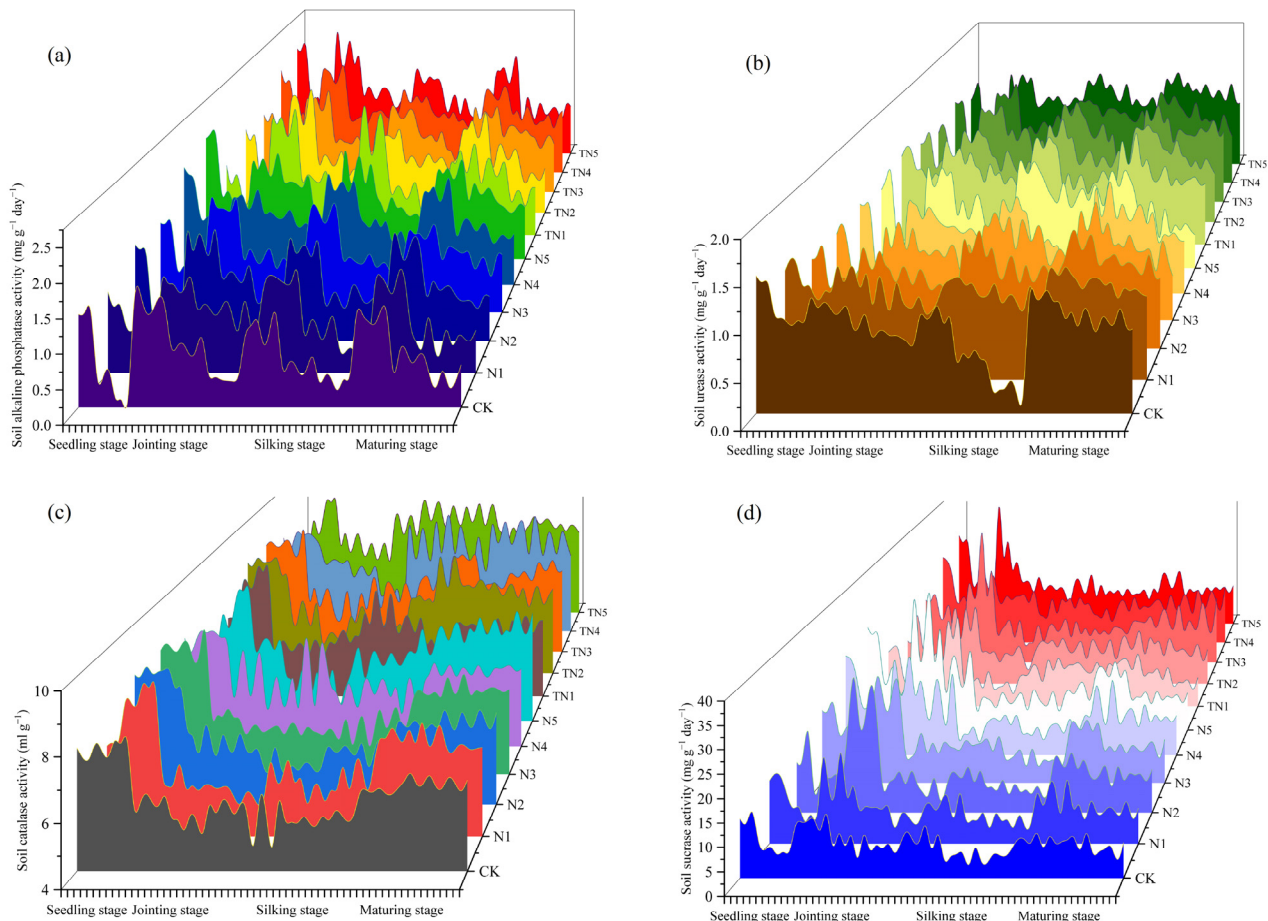 (a)
Soil alkaline phosphatase activity (mg g⁻¹ day⁻¹)
2.5
2.0
1.5
1.0
0.5
0.0
Seedling stage Jointing stage Silking stage Maturing stage
TN5
TN4
TN3
TN2
TN1
N5
N4
N3
N2
N1
CK
(b)
Soil urease activity (mg g⁻¹ day⁻¹)
2.0
1.5
1.0
0.5
0.0
Seedling stage Jointing stage Silking stage Maturing stage
TN5
TN4
TN3
TN2
TN1
N5
N4
N3
N2
N1
CK
(c)
Soil catalase activity (ml g⁻¹)
10
8
6
4
Seedling stage Jointing stage Silking stage Maturing stage
TN5
TN4
TN3
TN2
TN1
N5
N4
N3
N2
N1
CK
(d)
Soil sucrase activity (mg g⁻¹ day⁻¹)
40
35
30
25
20
15
10
5
0
Seedling stage Jointing stage Silking stage Maturing stage
TN5
TN4
TN3
TN2
TN1
N5
N4
N3
N2
N1
CK